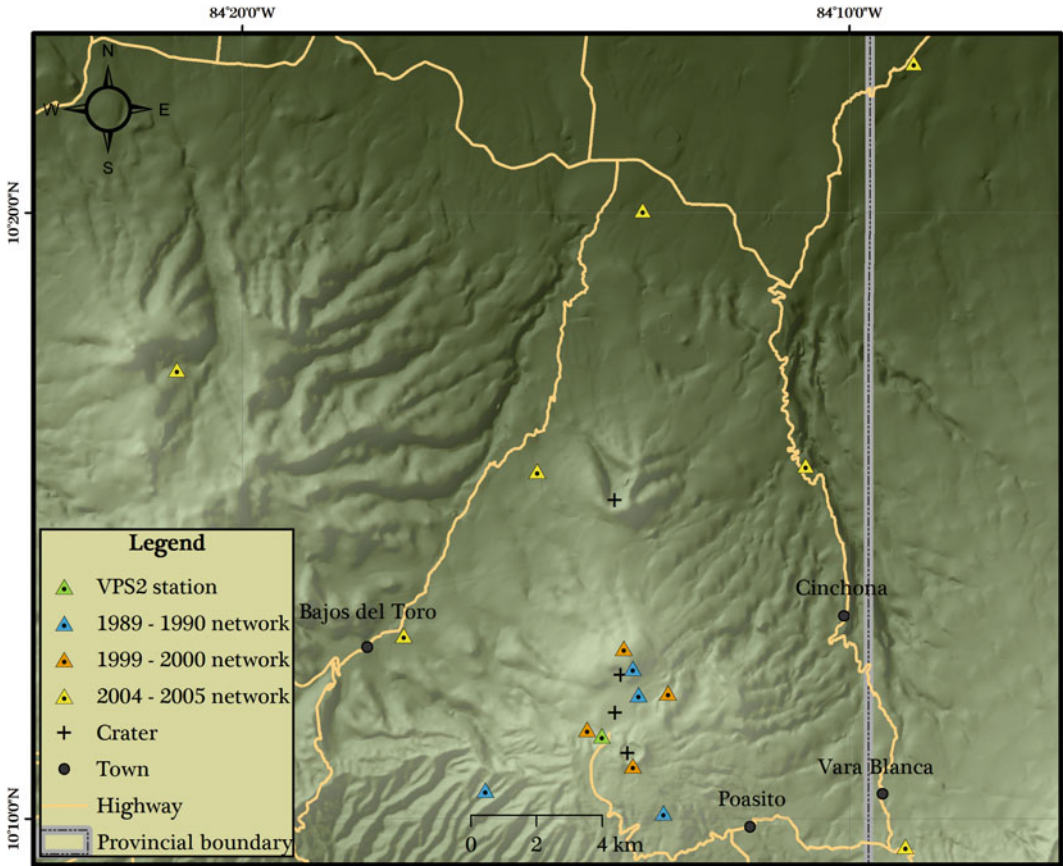 84°20'0"W
84°10'0"W
N
W
E
S
10°20'0"N
10°10'0"N
Legend
VPS2 station
1989 - 1990 network
1999 - 2000 network
2004 - 2005 network
Crater
Town
Highway
Provincial boundary
Bajos del Toro
Cinchona
Vara Blanca
Poasito
0 2 4 km